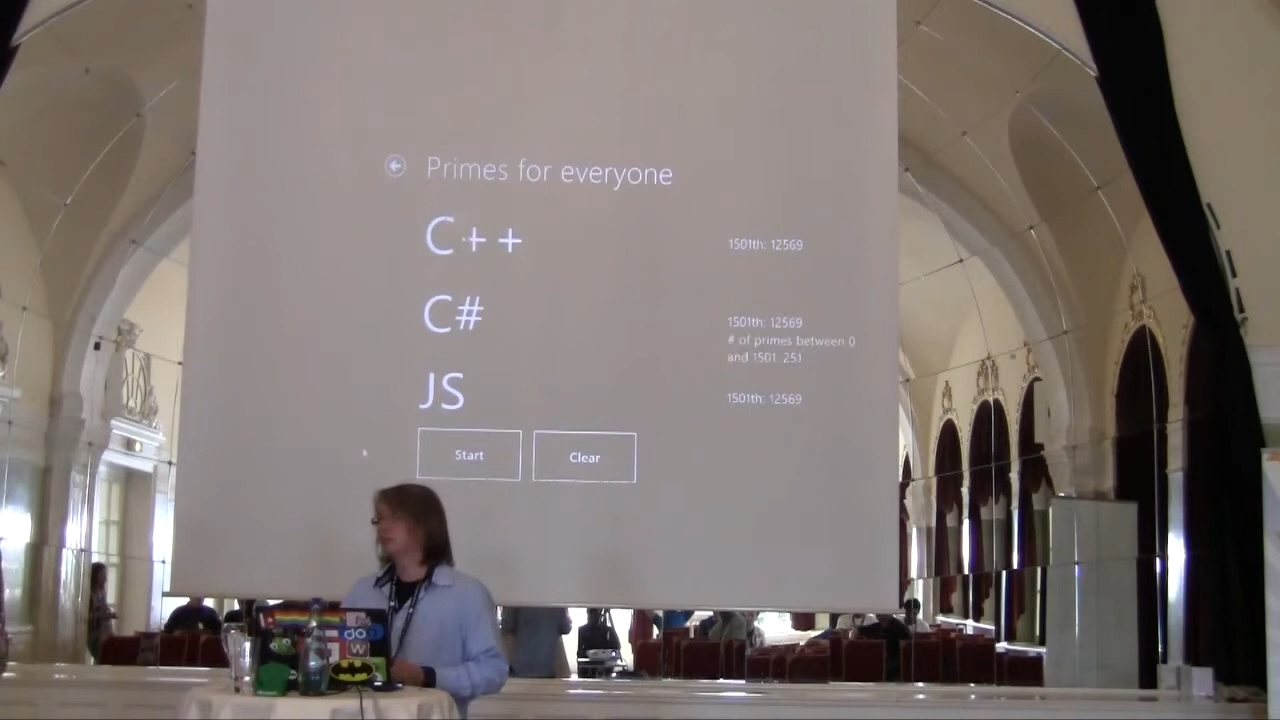 Primes for everyone
C++
1501th: 12569
C#
1501th: 12569
# of primes between 0
and 1501 251
JS
1501th: 12569
Start
Clear
do
W